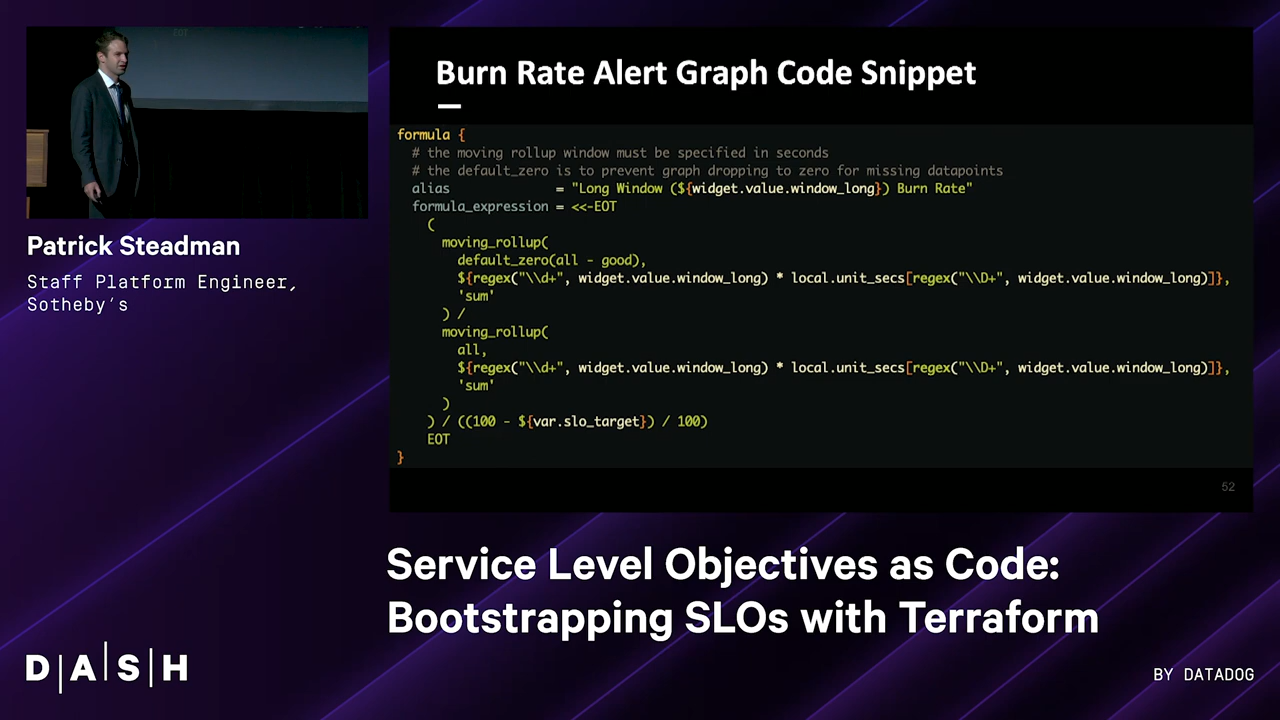 Burn Rate Alert Graph Code Snippet
formula {
# the moving rollup window must be specified in seconds
# the default_zero is to prevent graph dropping to zero for missing datapoints
alias = "Long Window (${widget.value.window_long}) Burn Rate"
formula_expression = <<-EOT
(
moving_rollup(
default_zero(all - good),
${regex("\\d+", widget.value.window_long) * local.unit_secs[regex("\\D+", widget.value.window_long)]},
'sum'
) /
moving_rollup(
all,
${regex("\\d+", widget.value.window_long) * local.unit_secs[regex("\\D+", widget.value.window_long)]},
'sum'
)
) / ((100 - ${var.slo_target}) / 100)
EOT
}
52
Patrick Steadman
Staff Platform Engineer,
Sotheby's
Service Level Objectives as Code:
Bootstrapping SLOs with Terraform
D|A|S|H
BY DATADOG